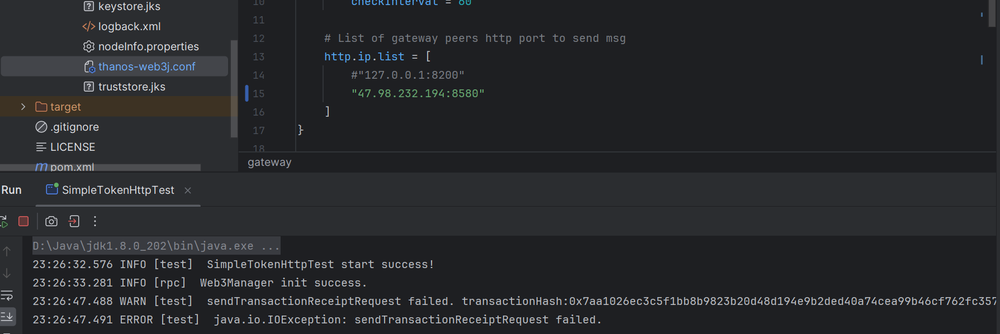 keystore.jks
logback.xml
nodeInfo.properties
thanos-web3j.conf
truststore.jks
target
.gitignore
LICENSE
pom.xml
10 checkInterval = 60
11
12 # List of gateway peers http port to send msg
13 http.ip.list = [
14 #"127.0.0.1:8200"
15 "47.98.232.194:8580"
16 ]
17 }
18
gateway
Run SimpleTokenHttpTest
D:\Java\jdk1.8.0_202\bin\java.exe ...
23:26:32.576 INFO [test]  SimpleTokenHttpTest start success!
23:26:33.281 INFO [rpc]  Web3Manager init success.
23:26:47.488 WARN [test]  sendTransactionReceiptRequest failed. transactionHash:0x7aa1026ec3c5f1bb8b9823b20d48d194e9b2ded40a74cea99b46cf762fc357
23:26:47.491 ERROR [test]  java.io.IOException: sendTransactionReceiptRequest failed.